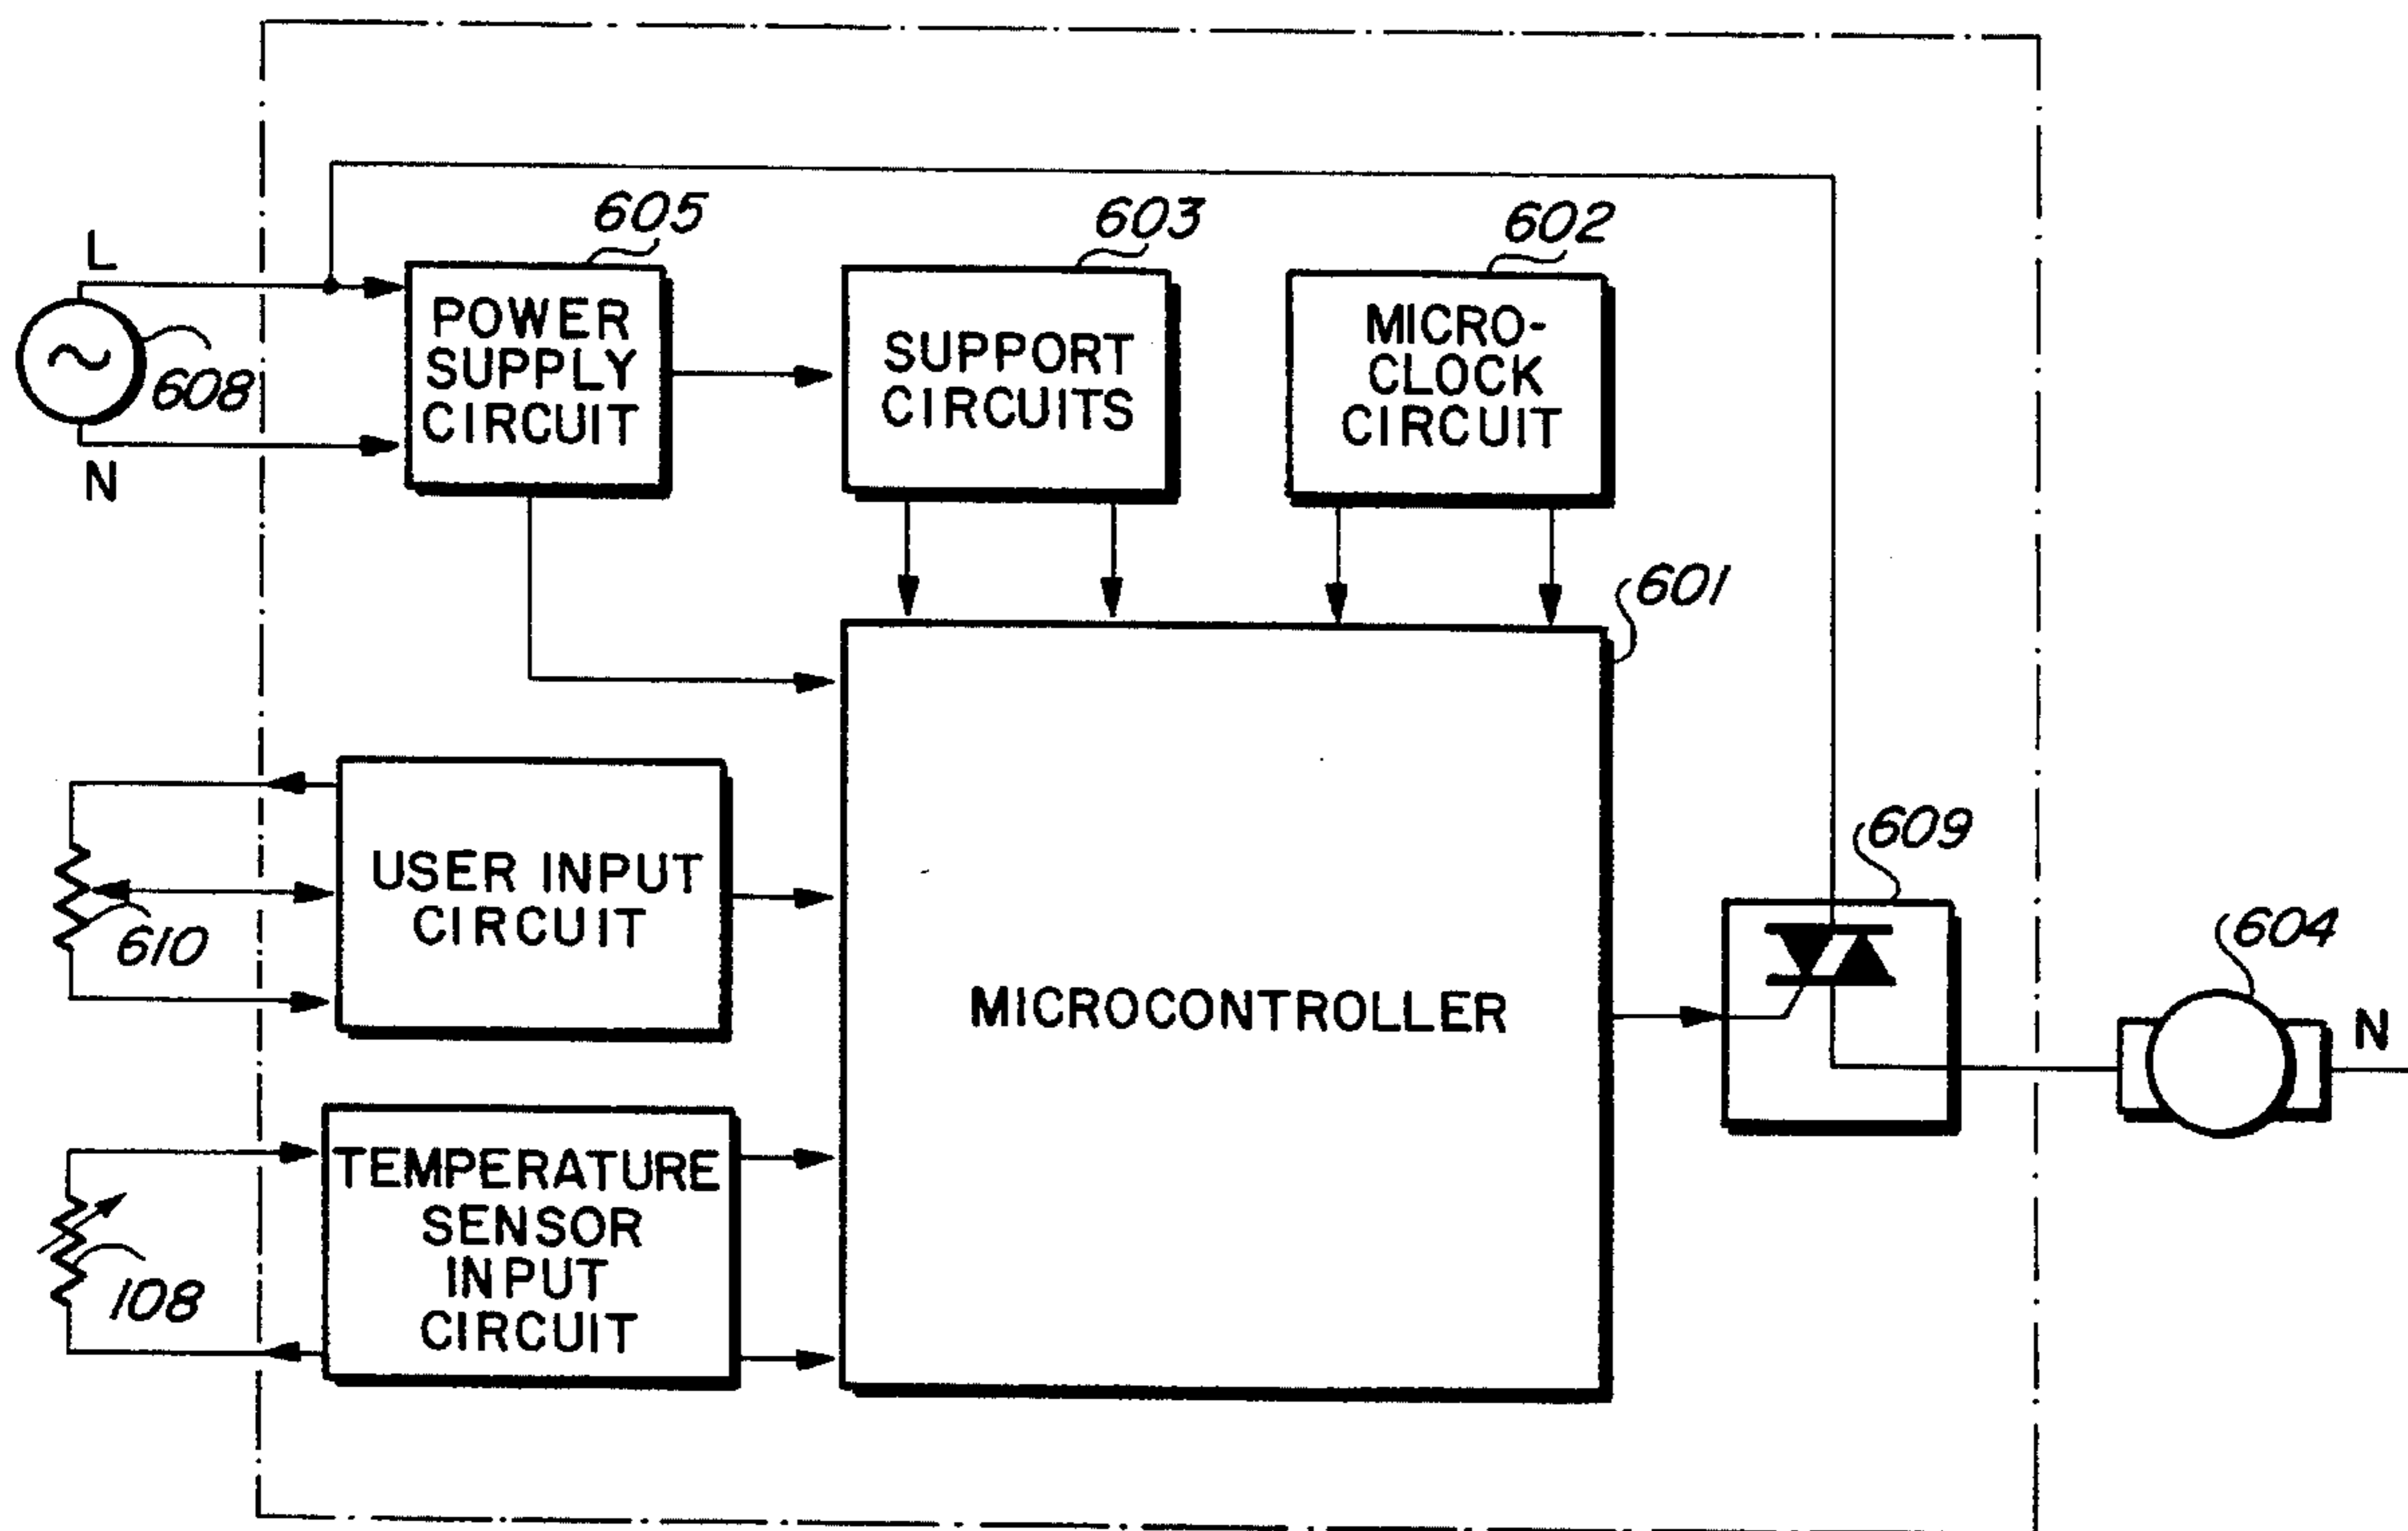 605
603
602
L
POWER
SUPPLY
CIRCUIT
SUPPORT
CIRCUITS
MICRO-
CLOCK
CIRCUIT
608
N
601
USER INPUT
CIRCUIT
610
609
604
MICROCONTROLLER
N
TEMPERATURE
SENSOR
INPUT
CIRCUIT
108